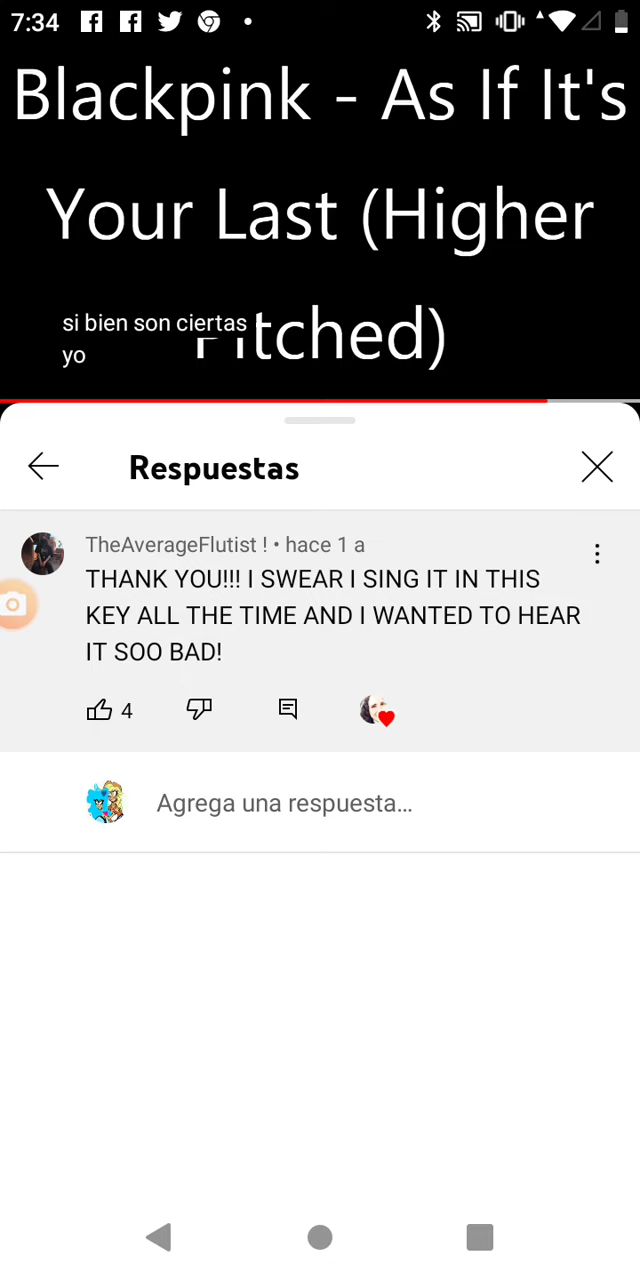 7:34
Blackpink - As If It's
Your Last (Higher
si bien son ciertas
yo
Pitched)
Respuestas
TheAverageFlutist ! • hace 1 a
THANK YOU!!! I SWEAR I SING IT IN THIS
KEY ALL THE TIME AND I WANTED TO HEAR
IT SOO BAD!
4
Agrega una respuesta...